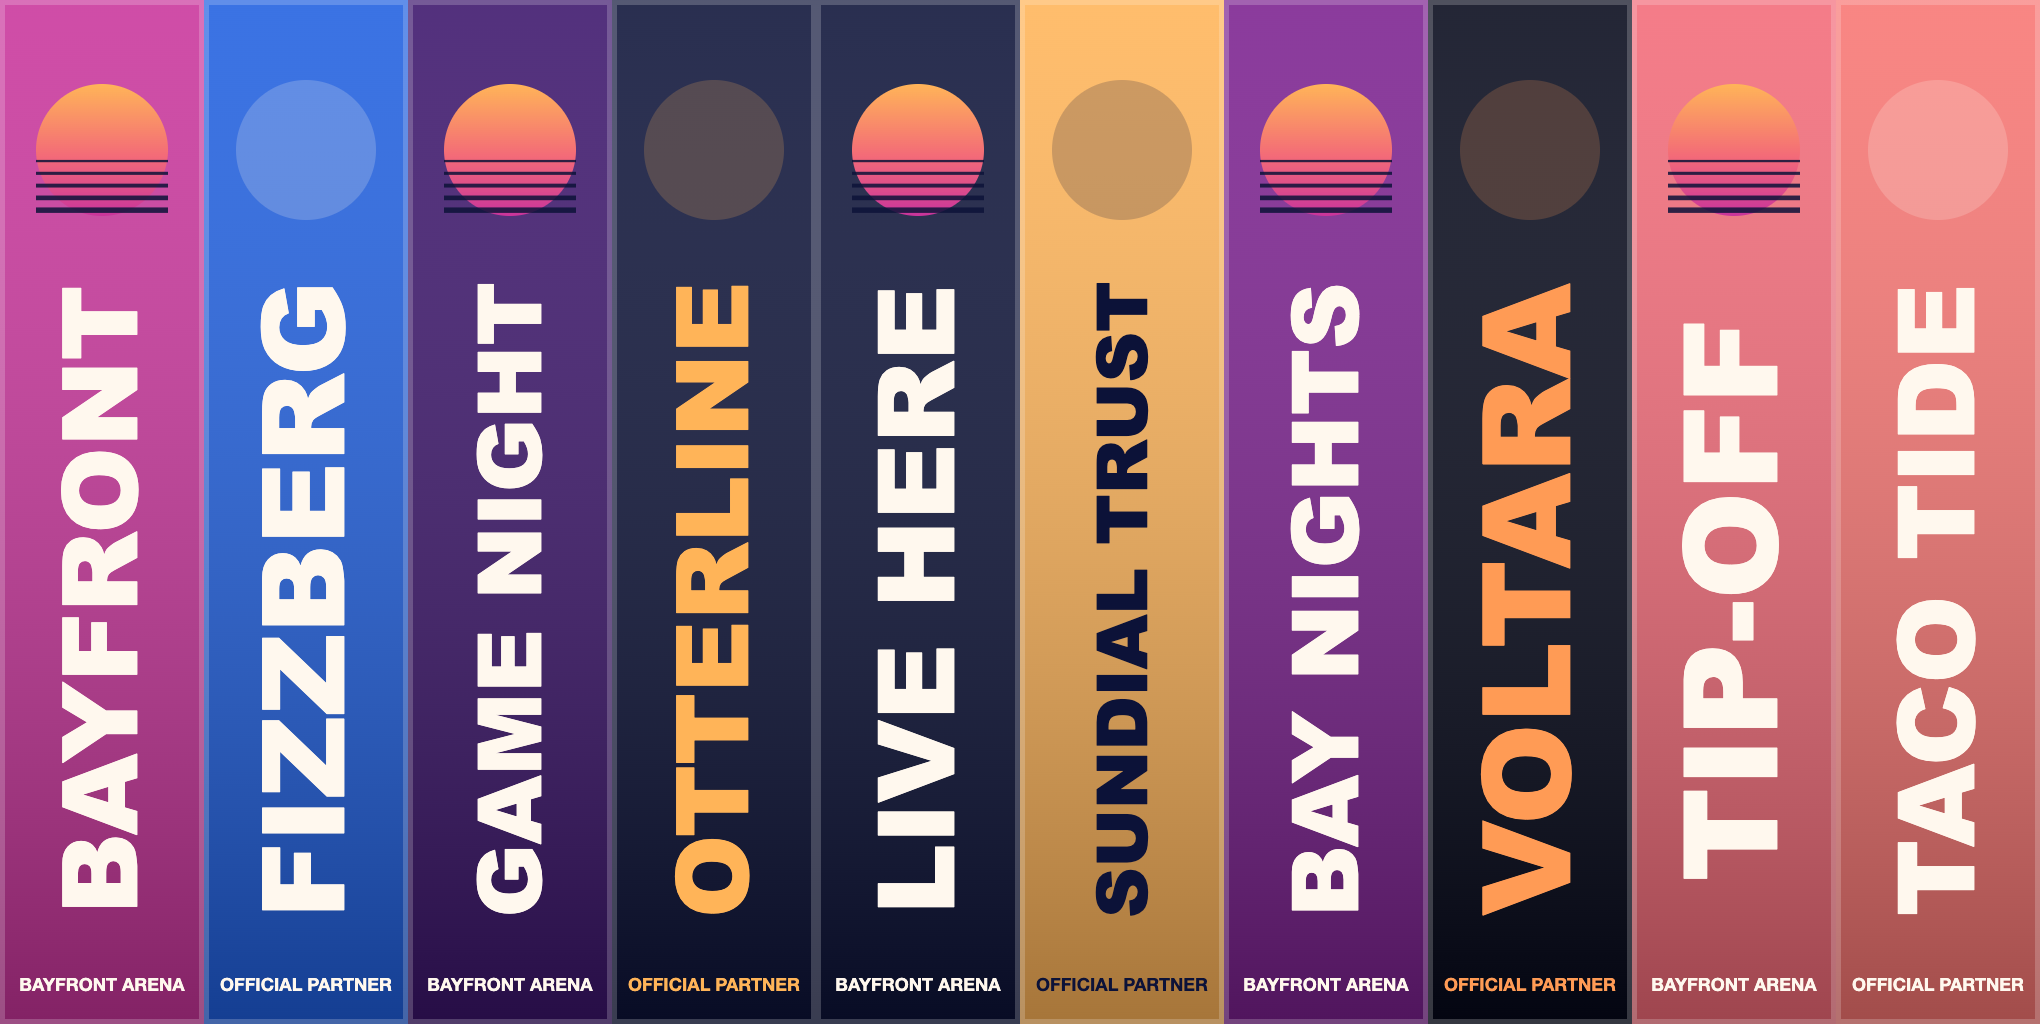 BAYFRONT
BAYFRONT ARENA
FIZZBERG
OFFICIAL PARTNER
GAME NIGHT
BAYFRONT ARENA
OTTERLINE
OFFICIAL PARTNER
LIVE HERE
BAYFRONT ARENA
SUNDIAL TRUST
OFFICIAL PARTNER
BAY NIGHTS
BAYFRONT ARENA
VOLTARA
OFFICIAL PARTNER
TIP-OFF
BAYFRONT ARENA
TACO TIDE
OFFICIAL PARTNER